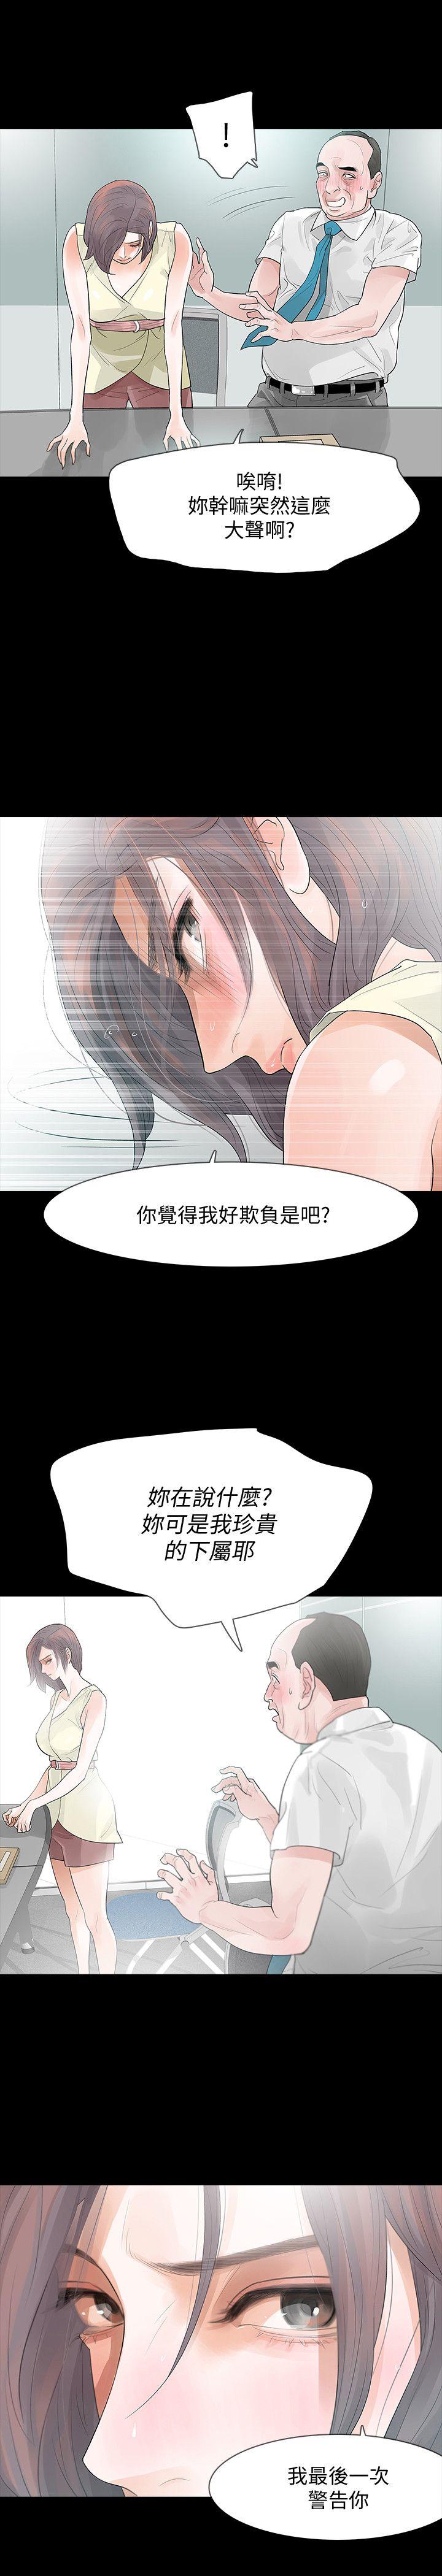 !
唉唷!
妳幹嘛突然這麼
大聲啊?
你覺得我好欺負是吧?
妳在說什麼?
妳可是我珍貴
的下屬耶
我最後一次
警告你